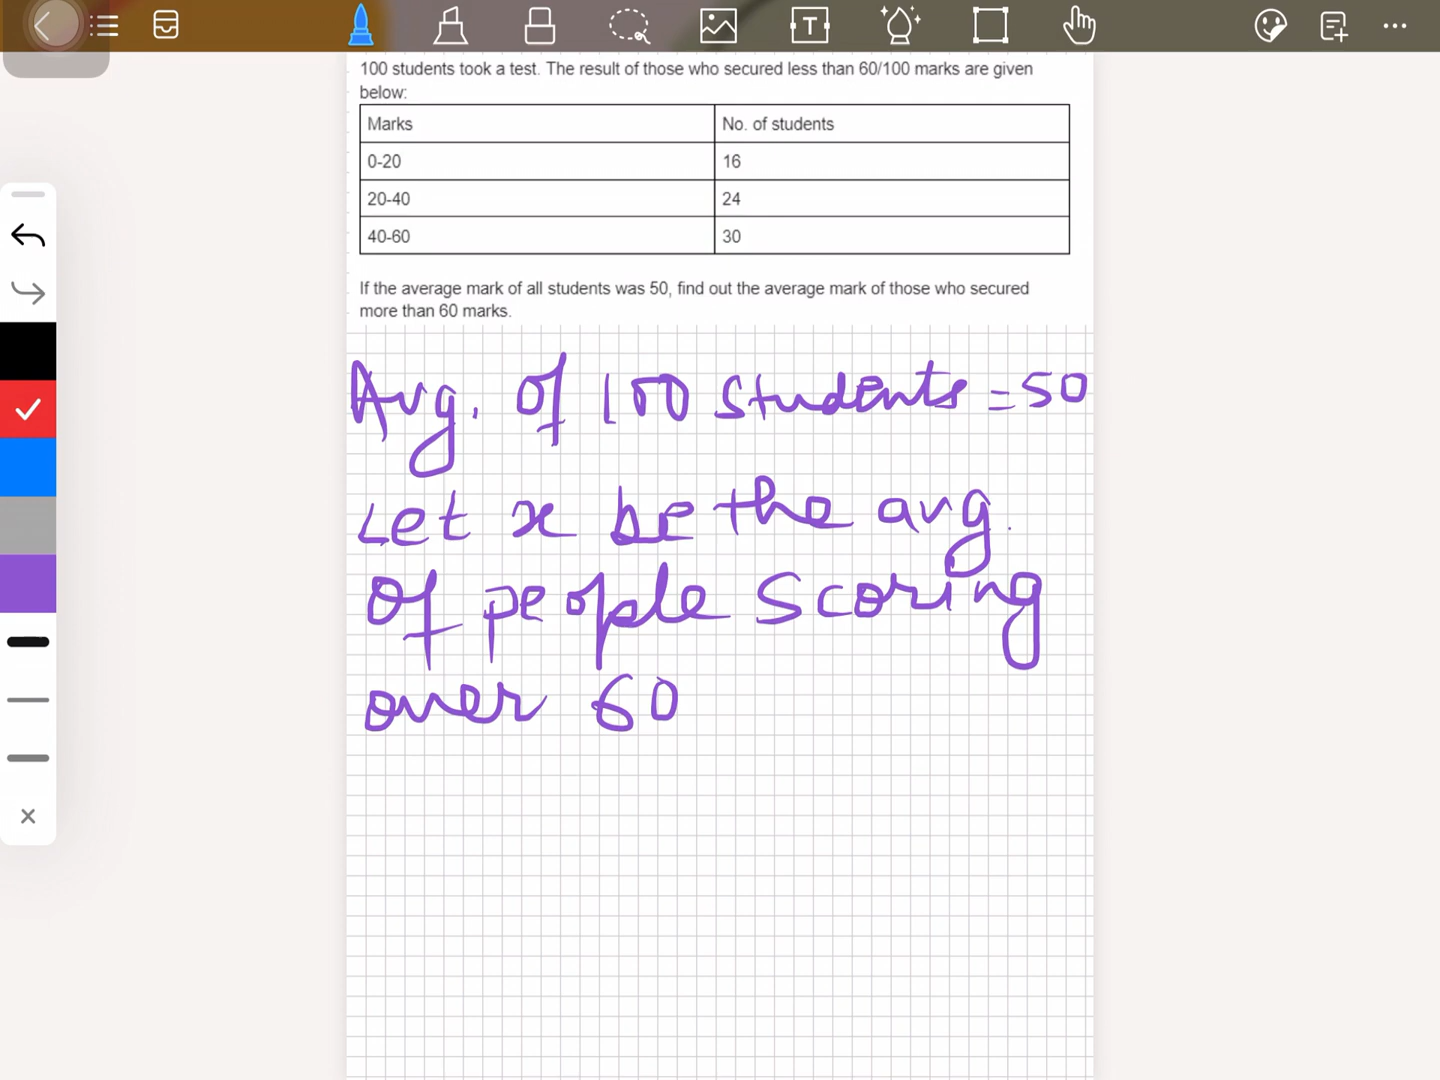 100 students took a test. The result of those who secured less than 60/100 marks are given
below:
Marks No. of students
0-20 16
20-40 24
40-60 30
If the average mark of all students was 50, find out the average mark of those who secured
more than 60 marks.
Avg. of 100 students = 50
Let x be the avg.
of people scoring
over 60